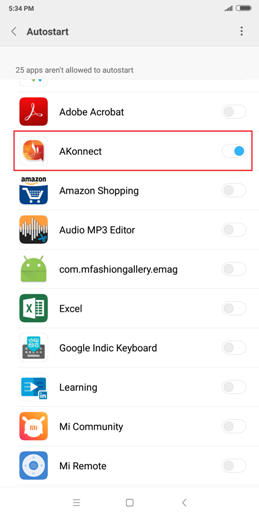 5:34 PM
Autostart
25 apps aren't allowed to autostart
Adobe Acrobat
AKonnect
amazon
Amazon Shopping
Audio MP3 Editor
com.mfashiongallery.emag
Excel
Google Indic Keyboard
Learning
in
Mi Community
Mi Remote